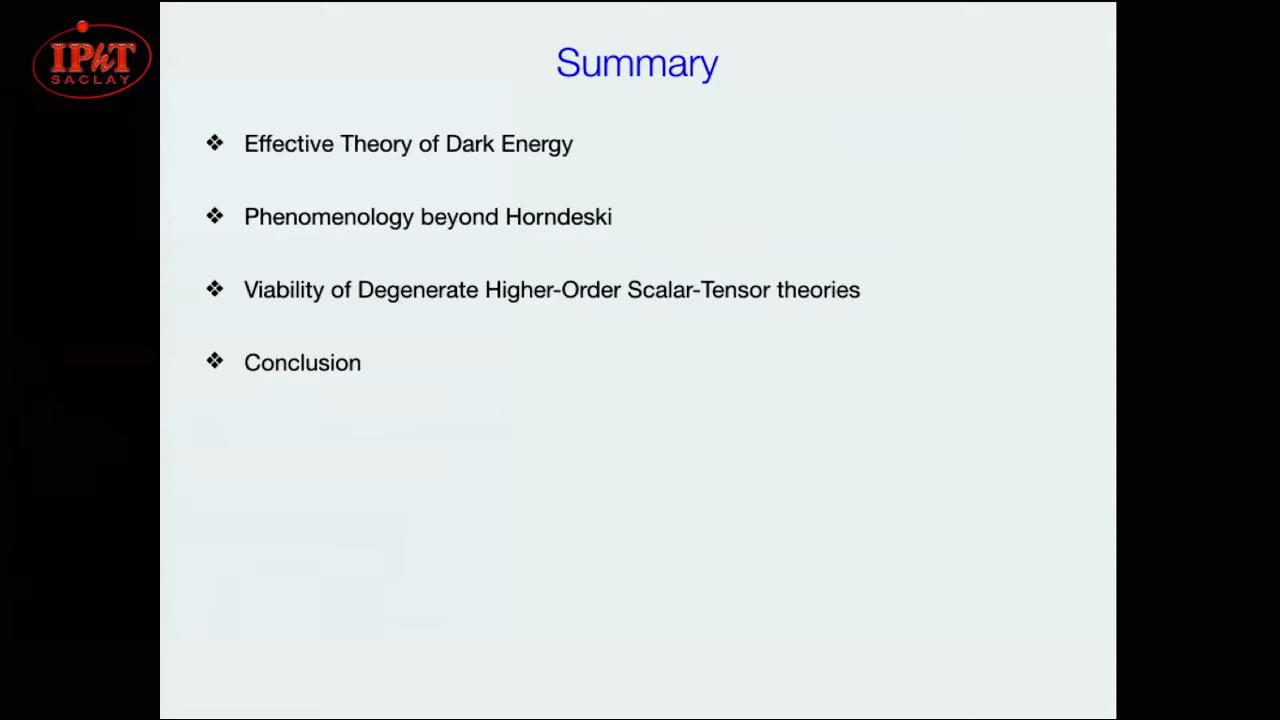 IPhT
SACLAY
Summary
❖ Effective Theory of Dark Energy
❖ Phenomenology beyond Horndeski
❖ Viability of Degenerate Higher-Order Scalar-Tensor theories
❖ Conclusion